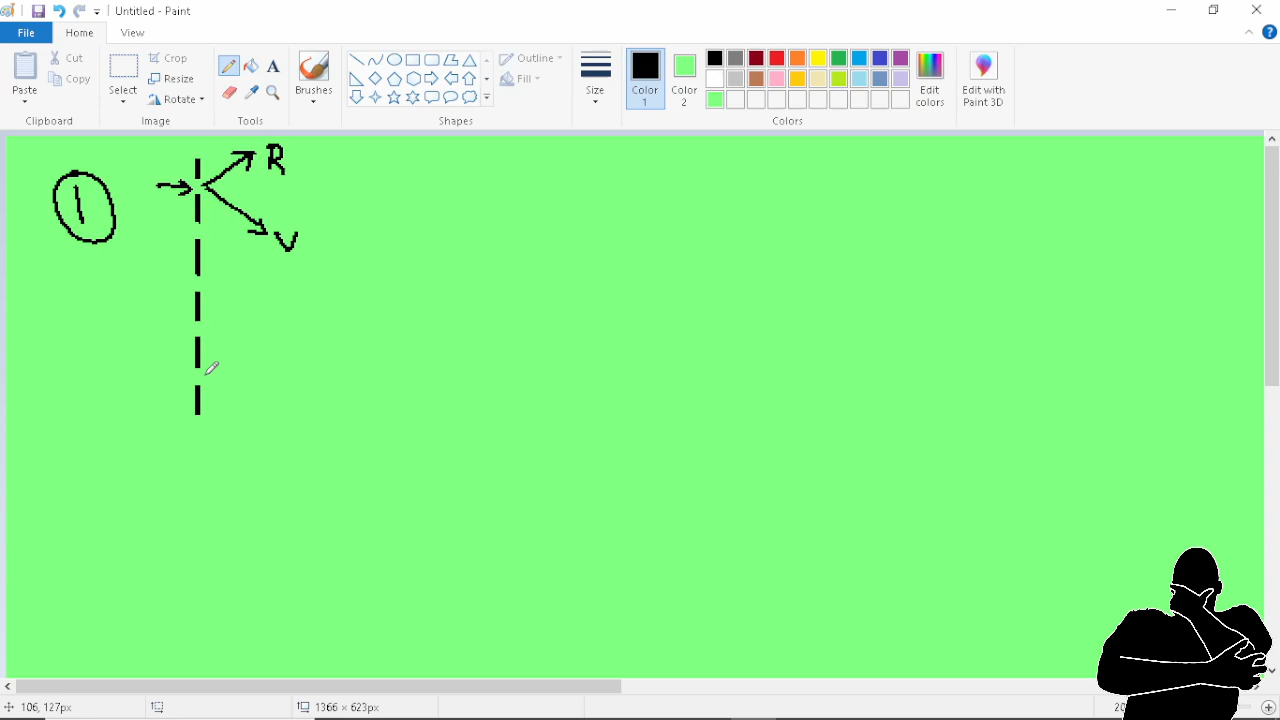 Untitled - Paint
File Home View
Paste
Cut
Copy
Clipboard
Select
Crop
Resize
Rotate
Image
A
Tools
Brushes
Shapes
Outline
Fill
Size
Color 1
Color 2
Colors
Edit colors
Edit with Paint 3D
1
R
V
106, 127px
1366 × 623px